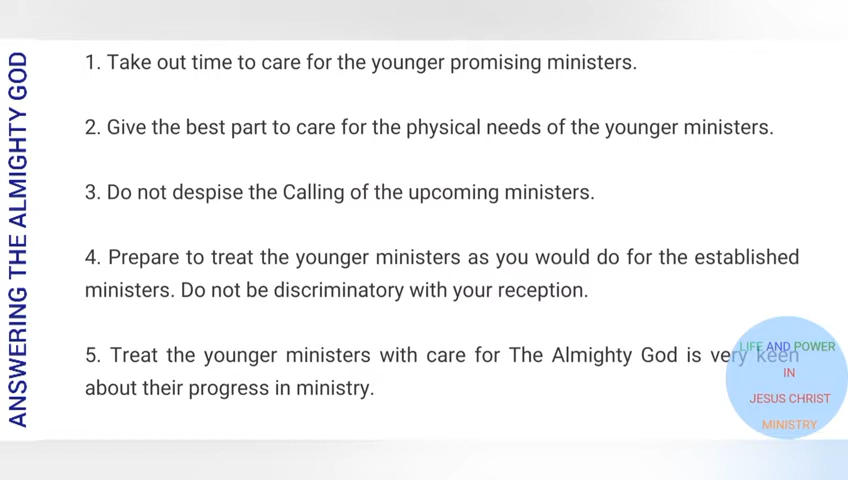 ANSWERING THE ALMIGHTY GOD
1. Take out time to care for the younger promising ministers.
2. Give the best part to care for the physical needs of the younger ministers.
3. Do not despise the Calling of the upcoming ministers.
4. Prepare to treat the younger ministers as you would do for the established
ministers. Do not be discriminatory with your reception.
5. Treat the younger ministers with care for The Almighty God is very keen
about their progress in ministry.
LIFE AND POWER
IN
JESUS CHRIST
MINISTRY